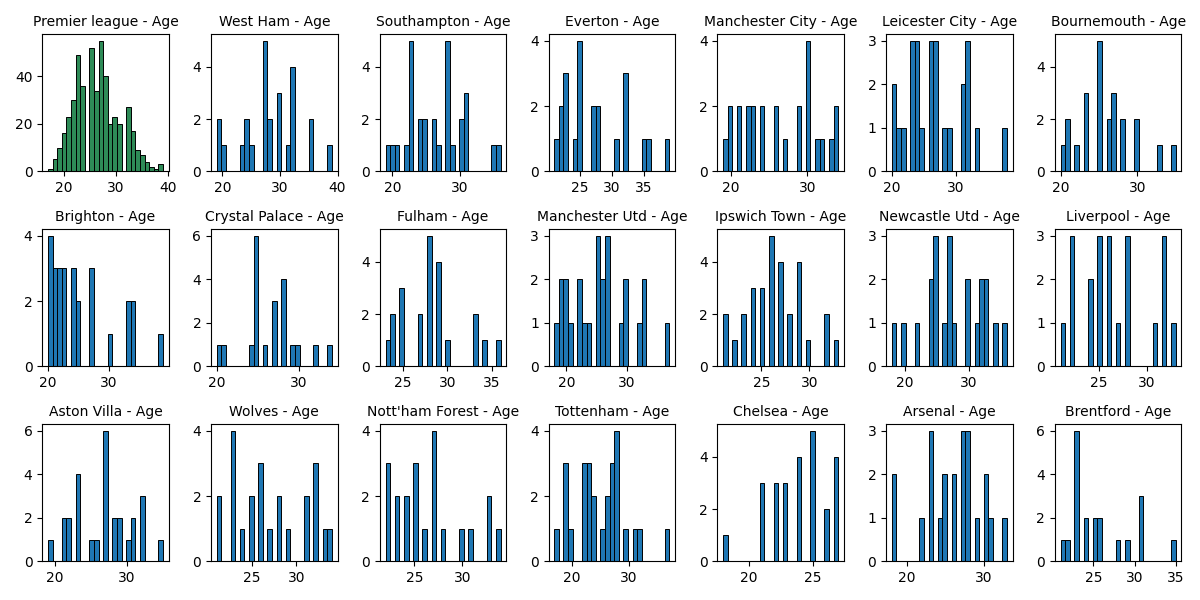 Premier league - Age West Ham - Age Southampton - Age Everton - Age Manchester City - Age Leicester City - Age Bournemouth - Age
40 20 0
4 2 0
4 2 0
4 2 0
4 2 0
3 2 1 0
4 2 0
20 30 40 20 30 40 20 30 25 30 35 20 30 20 30 20 30
Brighton - Age Crystal Palace - Age Fulham - Age Manchester Utd - Age Ipswich Town - Age Newcastle Utd - Age Liverpool - Age
4 2 0
6 4 2 0
4 2 0
3 2 1 0
4 2 0
3 2 1 0
3 2 1 0
20 30 20 30 25 30 35 20 30 25 30 20 30 25 30
Aston Villa - Age Wolves - Age Nott'ham Forest - Age Tottenham - Age Chelsea - Age Arsenal - Age Brentford - Age
6 4 2 0
4 2 0
4 2 0
4 2 0
4 2 0
3 2 1 0
6 4 2 0
20 30 25 30 25 30 20 30 20 25 20 30 25 30 35